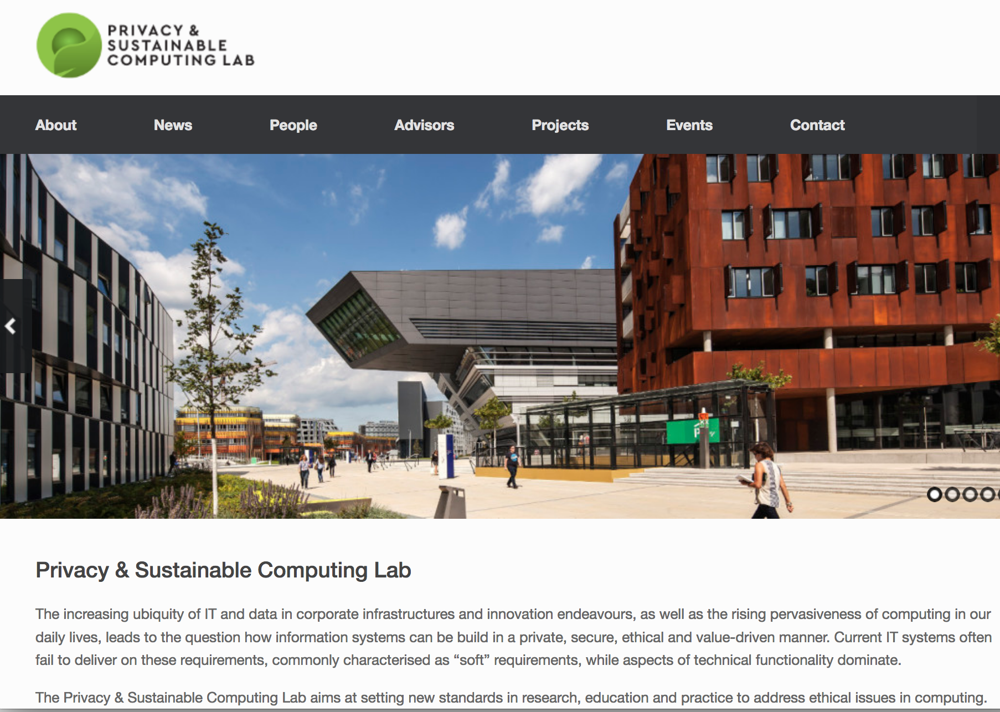 PRIVACY &
SUSTAINABLE
COMPUTING LAB
About News People Advisors Projects Events Contact
Privacy & Sustainable Computing Lab
The increasing ubiquity of IT and data in corporate infrastructures and innovation endeavours, as well as the rising pervasiveness of computing in our
daily lives, leads to the question how information systems can be build in a private, secure, ethical and value-driven manner. Current IT systems often
fail to deliver on these requirements, commonly characterised as “soft” requirements, while aspects of technical functionality dominate.
The Privacy & Sustainable Computing Lab aims at setting new standards in research, education and practice to address ethical issues in computing.